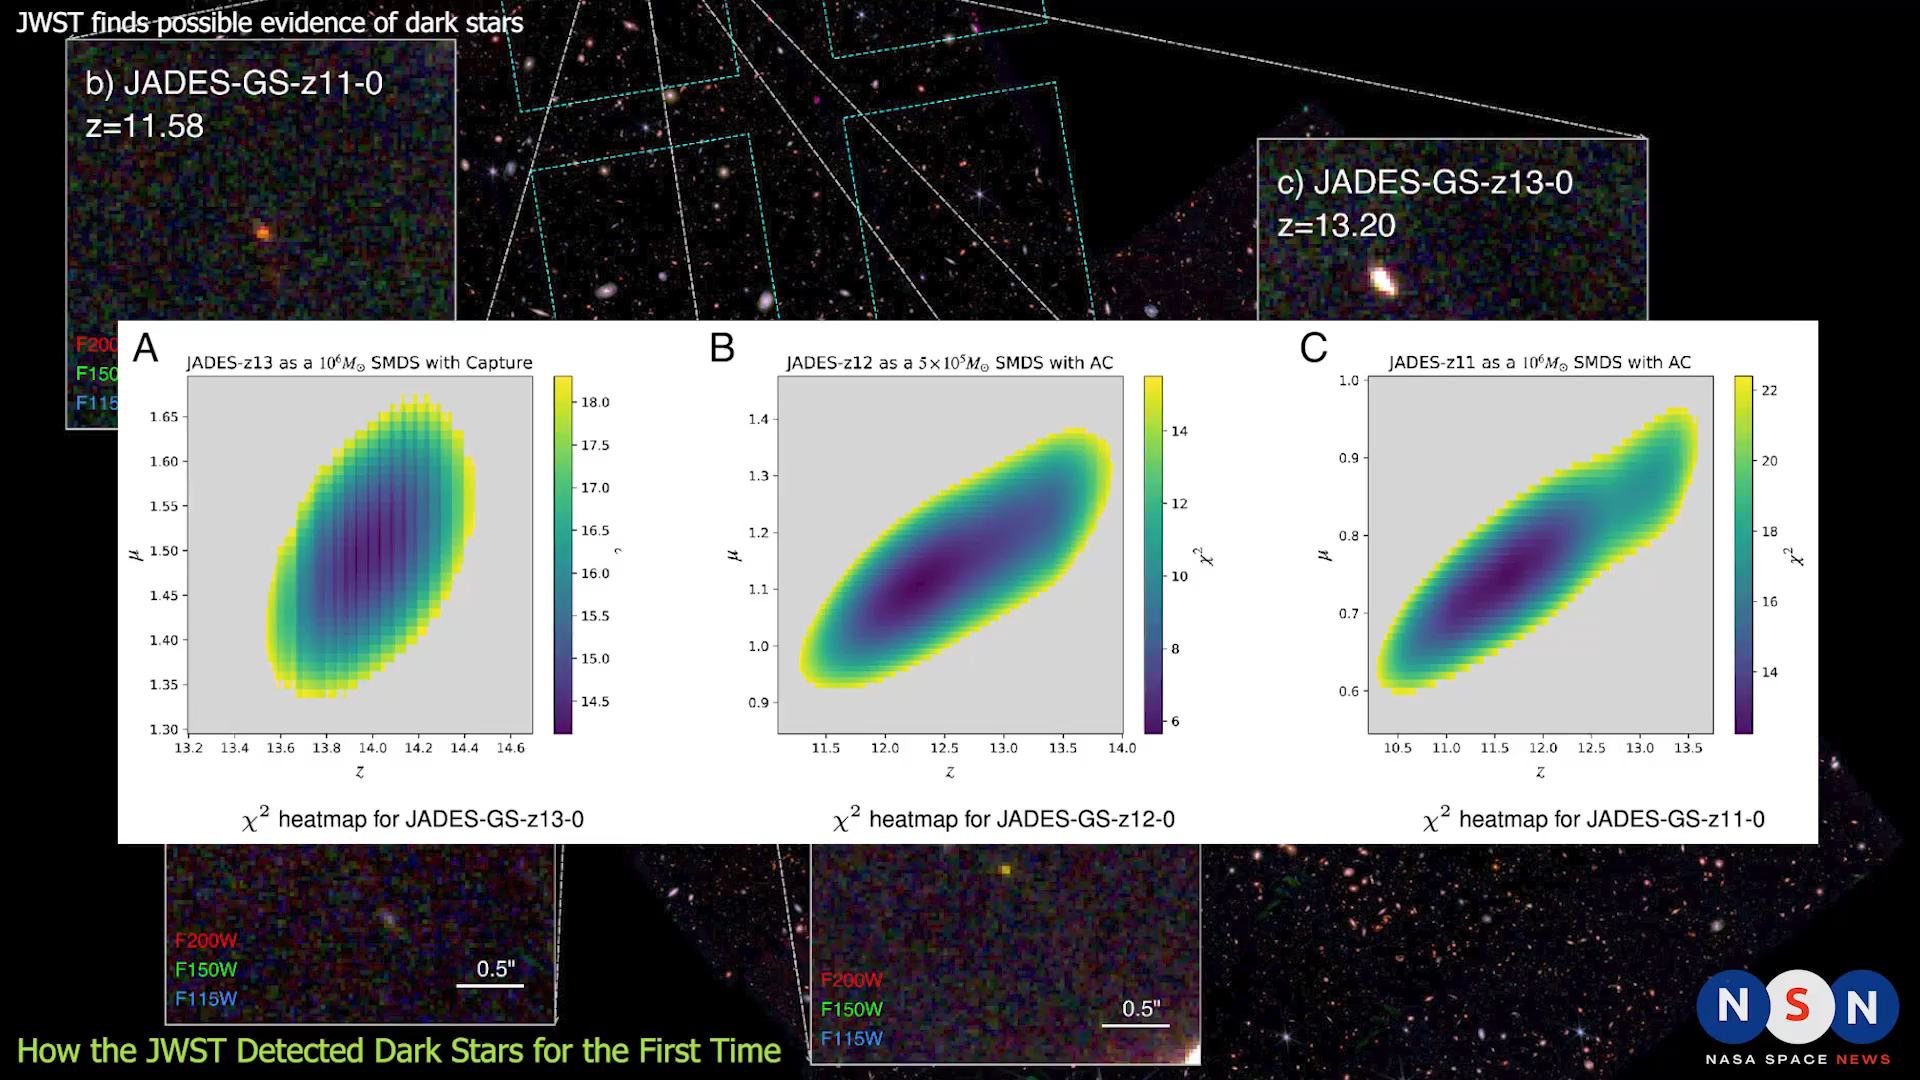 JWST finds possible evidence of dark stars
b) JADES-GS-z11-0
z=11.58
c) JADES-GS-z13-0
z=13.20
F200
F150
F115
A
JADES-z13 as a 10⁶M⊙ SMDS with Capture
1.65
1.60
1.55
1.50
1.45
1.40
1.35
1.30
μ
13.2 13.4 13.6 13.8 14.0 14.2 14.4 14.6
z
18.0
17.5
17.0
16.5
16.0
15.5
15.0
14.5
χ² heatmap for JADES-GS-z13-0
B
JADES-z12 as a 5×10⁵M⊙ SMDS with AC
1.4
1.3
1.2
1.1
1.0
0.9
μ
11.5 12.0 12.5 13.0 13.5 14.0
z
14
12
10
8
6
χ²
χ² heatmap for JADES-GS-z12-0
C
JADES-z11 as a 10⁶M⊙ SMDS with AC
1.0
0.9
0.8
0.7
0.6
μ
10.5 11.0 11.5 12.0 12.5 13.0 13.5
z
22
20
18
16
14
χ²
χ² heatmap for JADES-GS-z11-0
F200W
F150W
F115W
0.5"
F200W
F150W
F115W
0.5"
How the JWST Detected Dark Stars for the First Time
N S N
NASA SPACE NEWS